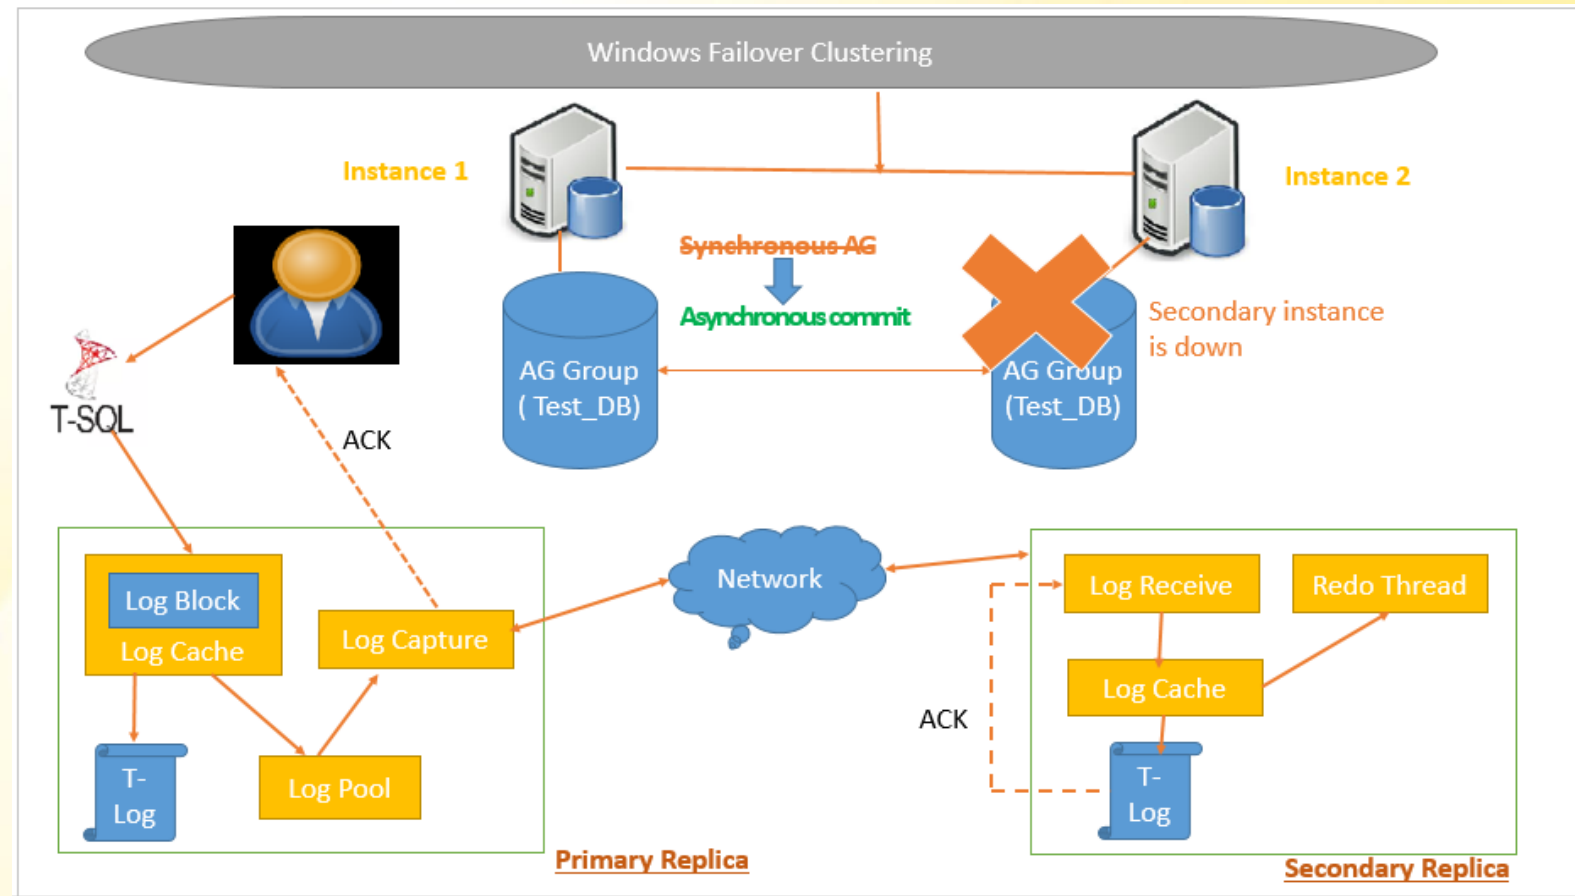 Windows Failover Clustering
Instance 1
Instance 2
Synchronous AG
Asynchronous commit
Secondary instance
is down
AG Group
( Test_DB)
AG Group
(Test_DB)
T-SQL
ACK
Log Block
Log Cache
Log Capture
T-
Log
Log Pool
Primary Replica
Network
Log Receive
Redo Thread
Log Cache
ACK
T-
Log
Secondary Replica